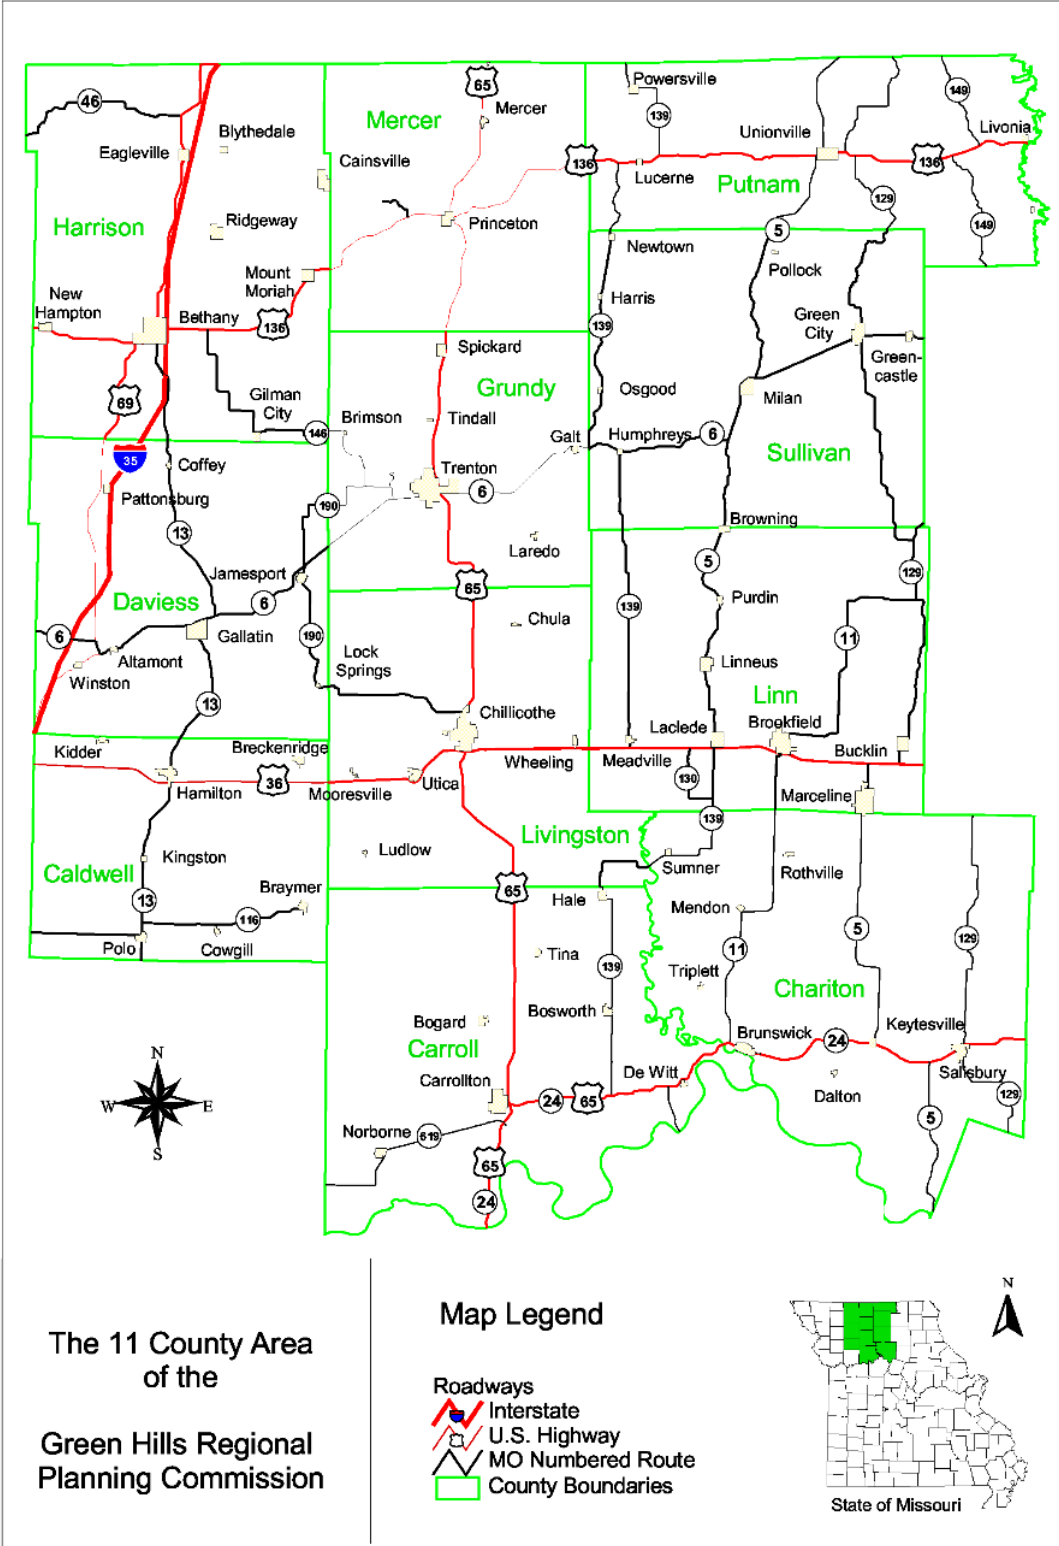 65
Powersville
46
Mercer
Mercer
139
149
Livonia
Unionville
Eagleville
Blythedale
Cainsville
136
Lucerne
136
Putnam
129
Harrison
Ridgeway
Princeton
5
149
Newtown
Pollock
Mount
Moriah
New
Hampton
Harris
Bethany
136
139
Green
City
Spickard
Green-
castle
Grundy
Osgood
Milan
69
Gilman
City
Brimson
Tindall
146
Galt
Humphreys
6
Sullivan
35
Coffey
Trenton
6
Pattonsburg
190
Browning
13
Laredo
5
Jamesport
65
129
Daviess
6
139
Purdin
Chula
6
Gallatin
190
11
Altamont
Lock
Springs
Linneus
Winston
Linn
13
Chillicothe
Laclede
Brookfield
Kidder
Breckenridge
Wheeling
Meadville
Bucklin
Hamilton
36
Mooresville
Utica
130
Marceline
139
Livingston
Kingston
Ludlow
Sumner
Rothville
Caldwell
Braymer
65
Hale
Mendon
13
116
5
Polo
Cowgill
Tina
139
11
129
Triplett
Chariton
Bosworth
Bogard
Keytesville
Brunswick
24
Carroll
De Witt
Salisbury
Carrollton
24
65
Dalton
129
5
Norborne
619
65
24
N
W
E
S
The 11 County Area
of the
Green Hills Regional
Planning Commission
Map Legend
Roadways
Interstate
U.S. Highway
MO Numbered Route
County Boundaries
N
State of Missouri